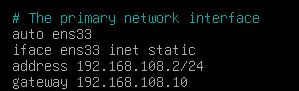 # The primary network interface
auto ens33
iface ens33 inet static
address 192.168.108.2/24
gateway 192.168.108.10